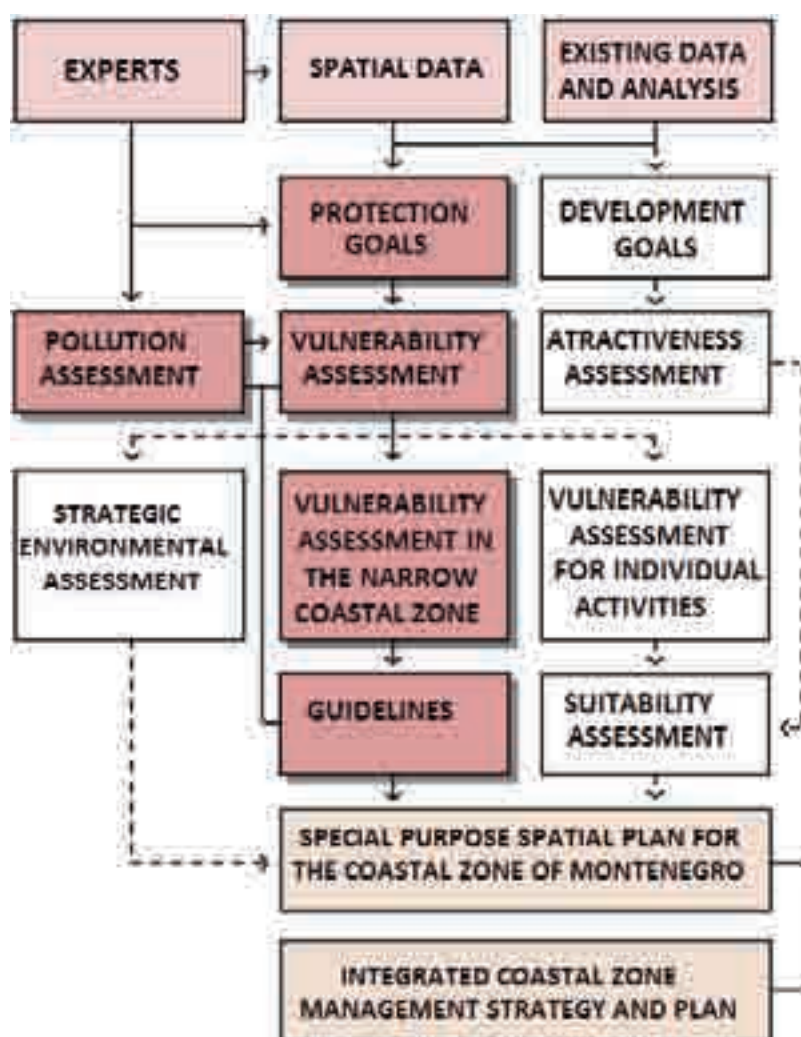 EXPERTS
SPATIAL DATA
EXISTING DATA
AND ANALYSIS
PROTECTION
GOALS
DEVELOPMENT
GOALS
POLLUTION
ASSESSMENT
VULNERABILITY
ASSESSMENT
ATRACTIVENESS
ASSESSMENT
STRATEGIC
ENVIRONMENTAL
ASSESSMENT
VULNERABILITY
ASSESSMENT IN
THE NARROW
COASTAL ZONE
VULNERABILITY
ASSESSMENT
FOR INDIVIDUAL
ACTIVITIES
GUIDELINES
SUITABILITY
ASSESSMENT
SPECIAL PURPOSE SPATIAL PLAN FOR
THE COASTAL ZONE OF MONTENEGRO
INTEGRATED COASTAL ZONE
MANAGEMENT STRATEGY AND PLAN